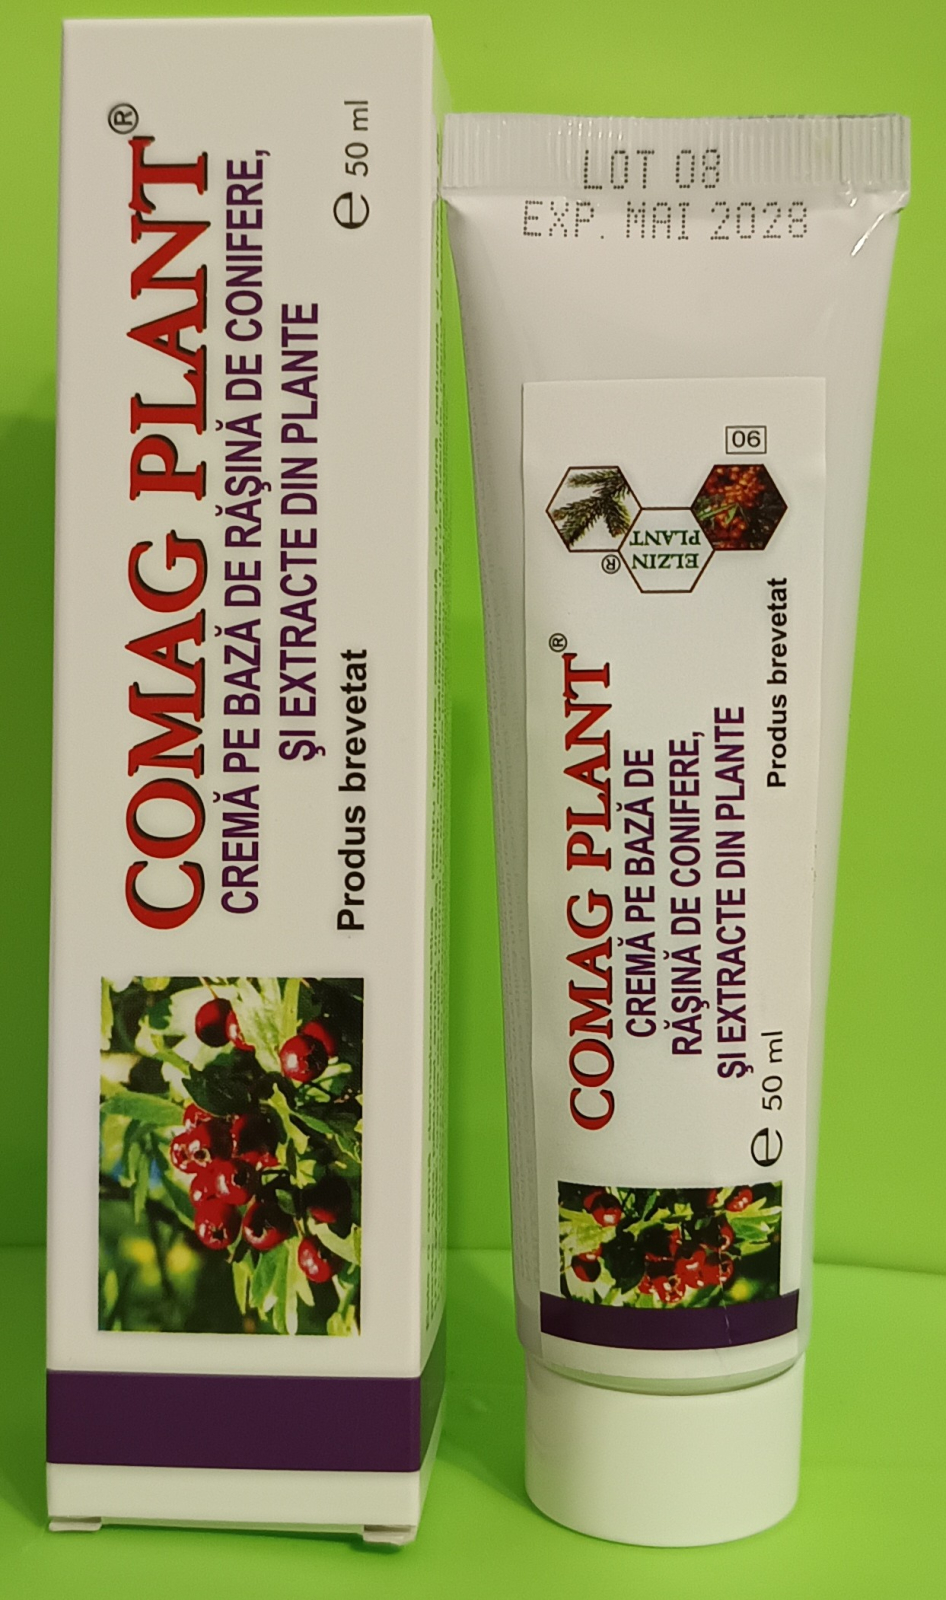 COMAG PLANT®
CREMĂ PE BAZĂ DE RĂŞINĂ DE CONIFERE,
ŞI EXTRACTE DIN PLANTE
Produs brevetat
e 50 ml
LOT 08
EXP. MAI 2028
06
ELZIN
PLANT
®
COMAG PLANT®
CREMĂ PE BAZĂ DE
RĂŞINĂ DE CONIFERE,
ŞI EXTRACTE DIN PLANTE
Produs brevetat
e 50 ml